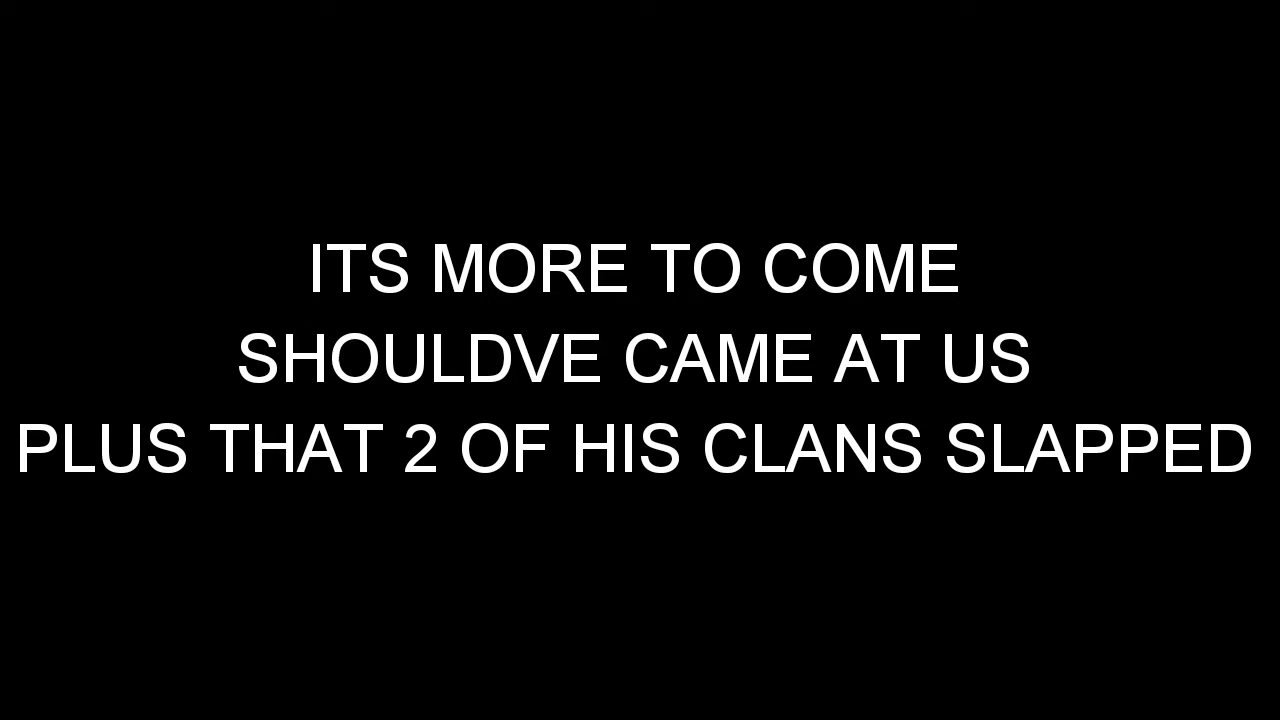 ITS MORE TO COME
SHOULDVE CAME AT US
PLUS THAT 2 OF HIS CLANS SLAPPED